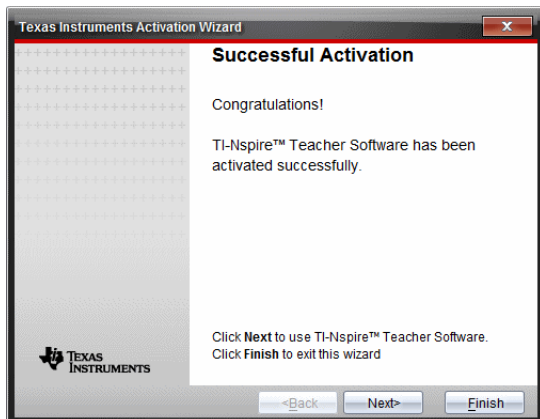 Texas Instruments Activation Wizard
Successful Activation
Congratulations!
TI-Nspire™ Teacher Software has been
activated successfully.
Click Next to use TI-Nspire™ Teacher Software.
Click Finish to exit this wizard
TEXAS
INSTRUMENTS
<Back Next> Finish